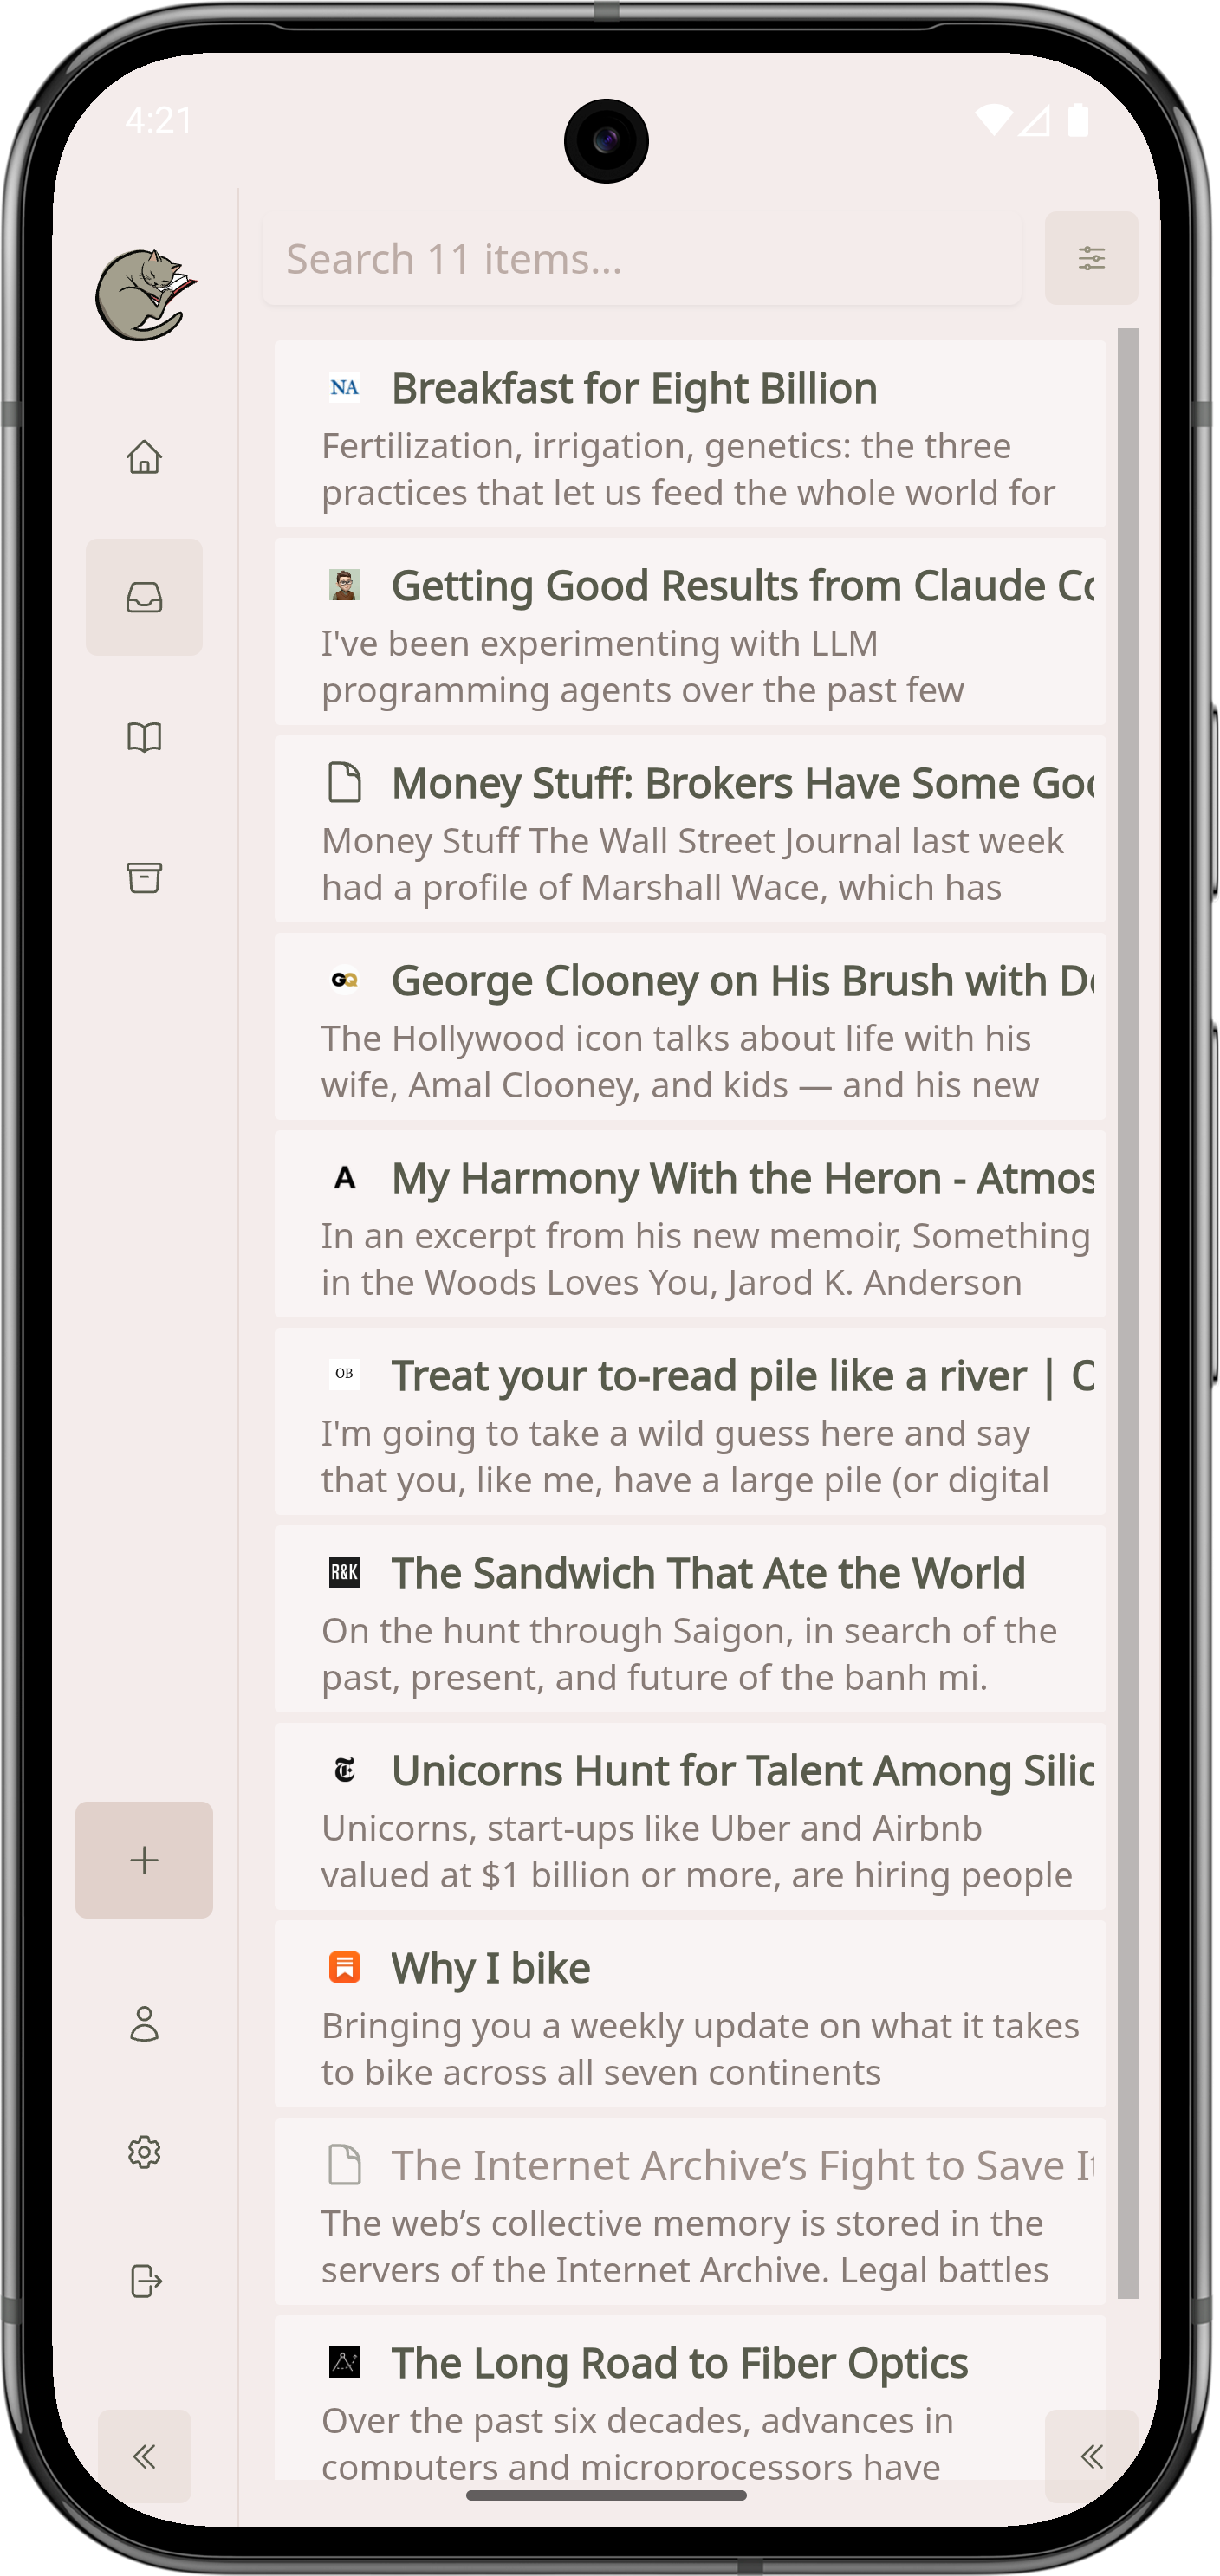 4:21
Search 11 items...
NA Breakfast for Eight Billion
Fertilization, irrigation, genetics: the three
practices that let us feed the whole world for
Getting Good Results from Claude Co
I've been experimenting with LLM
programming agents over the past few
Money Stuff: Brokers Have Some Goo
Money Stuff The Wall Street Journal last week
had a profile of Marshall Wace, which has
GQ George Clooney on His Brush with De
The Hollywood icon talks about life with his
wife, Amal Clooney, and kids — and his new
A My Harmony With the Heron - Atmos
In an excerpt from his new memoir, Something
in the Woods Loves You, Jarod K. Anderson
OB Treat your to-read pile like a river |
I'm going to take a wild guess here and say
that you, like me, have a large pile (or digital
R&K The Sandwich That Ate the World
On the hunt through Saigon, in search of the
past, present, and future of the banh mi.
T Unicorns Hunt for Talent Among Silic
Unicorns, start-ups like Uber and Airbnb
valued at $1 billion or more, are hiring people
Why I bike
Bringing you a weekly update on what it takes
to bike across all seven continents
The Internet Archive’s Fight to Save It
The web’s collective memory is stored in the
servers of the Internet Archive. Legal battles
The Long Road to Fiber Optics
Over the past six decades, advances in
computers and microprocessors have